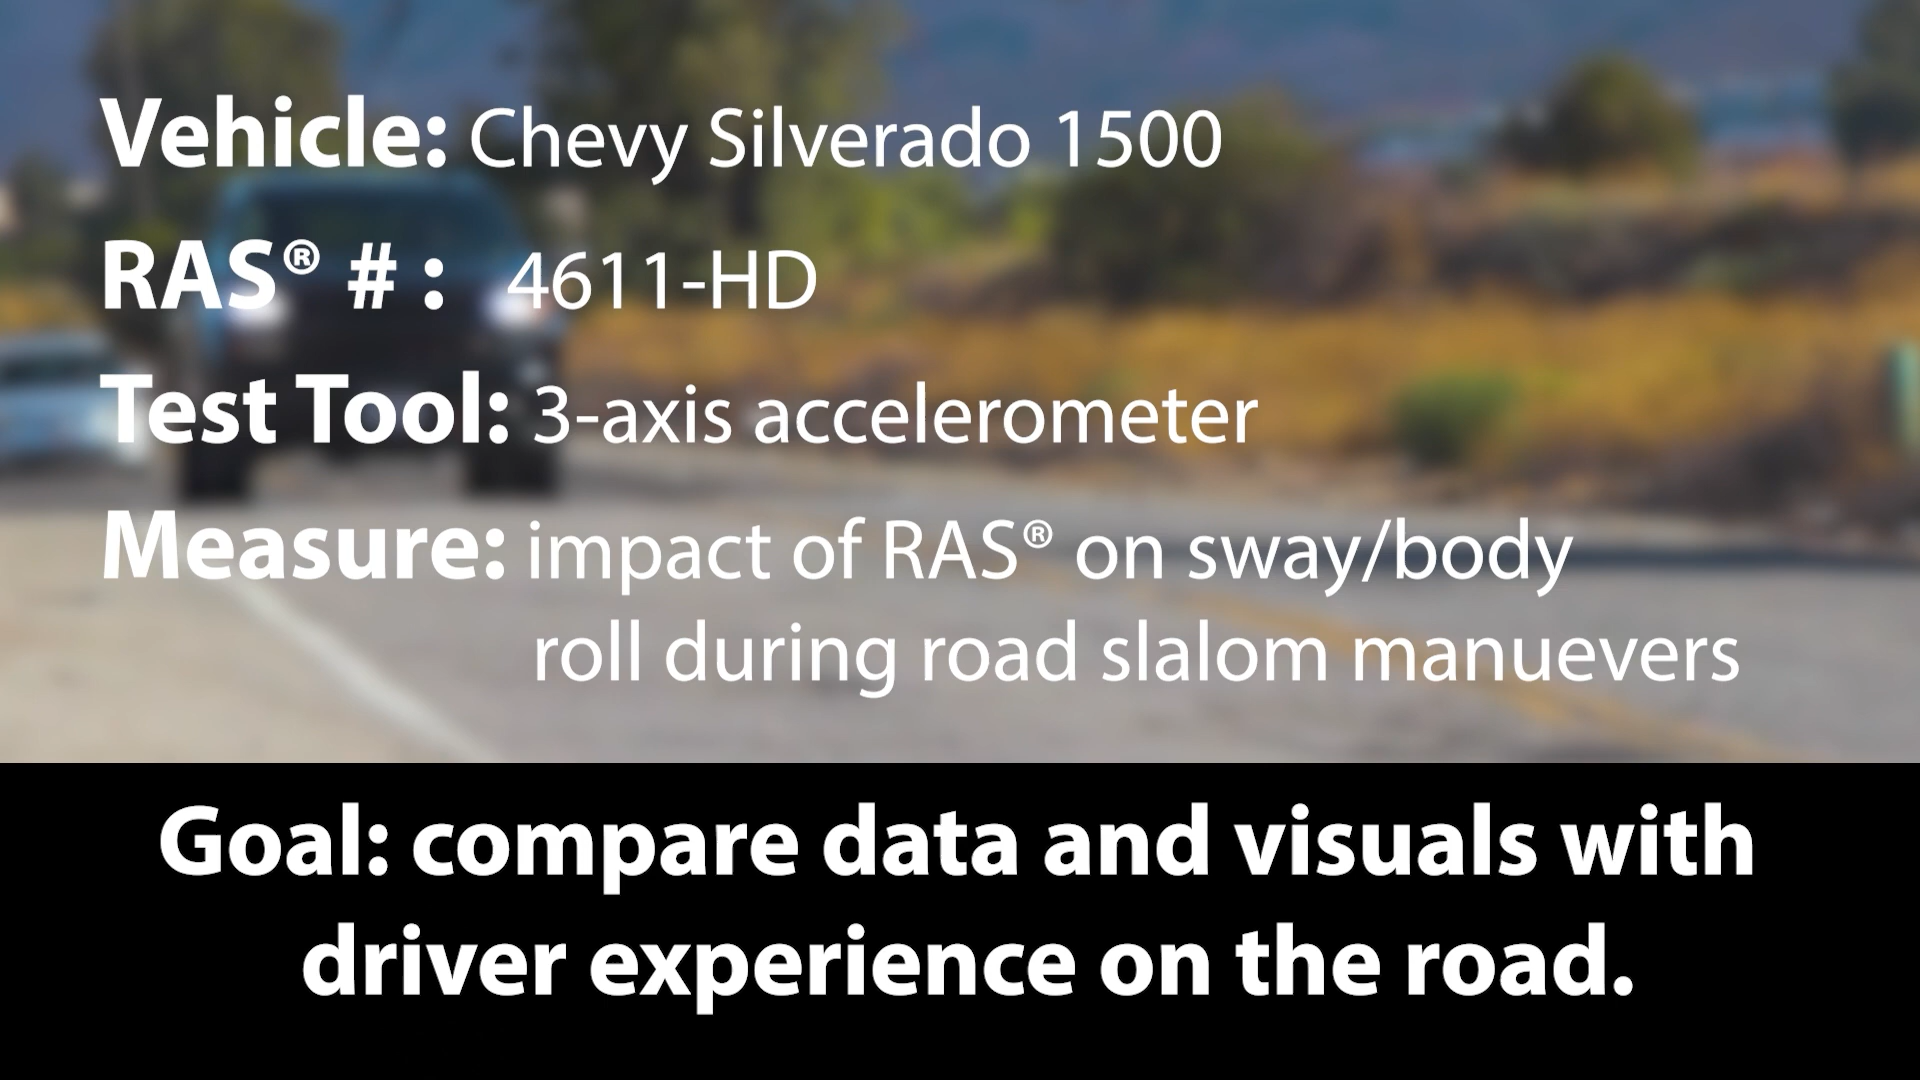 Vehicle: Chevy Silverado 1500
RAS® # : 4611-HD
Test Tool: 3-axis accelerometer
Measure: impact of RAS® on sway/body
roll during road slalom manuevers
Goal: compare data and visuals with
driver experience on the road.